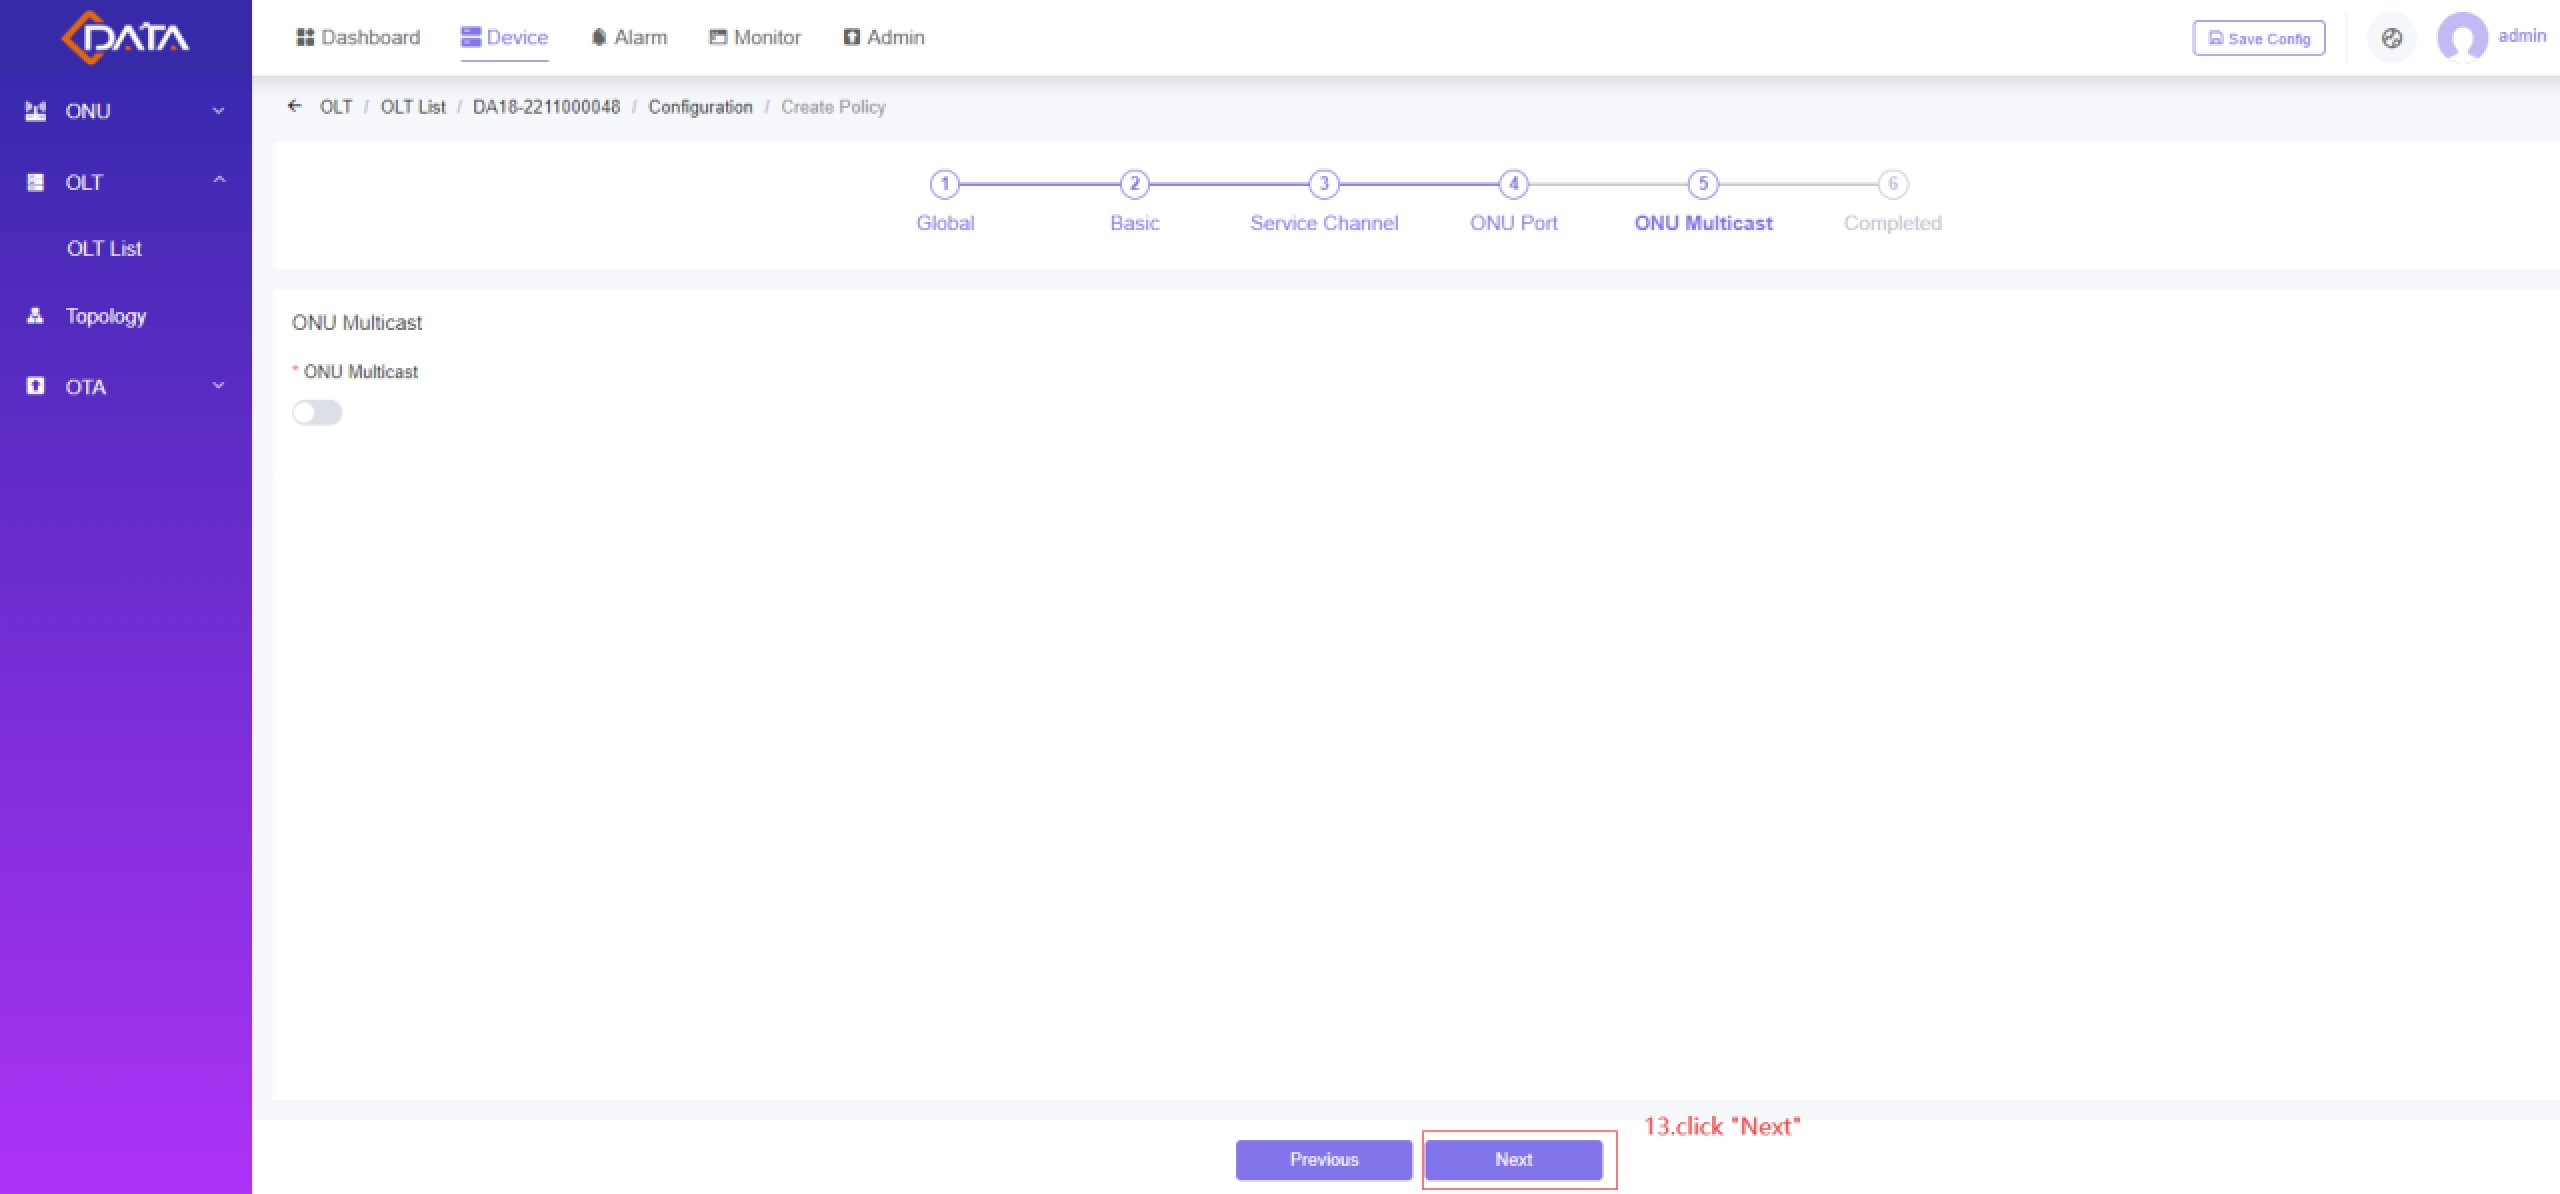 DATA
Dashboard Device Alarm Monitor Admin
Save Config
admin
ONU
OLT
OLT List
Topology
OTA
OLT / OLT List / DA18-2211000048 / Configuration / Create Policy
1 2 3 4 5 6
Global Basic Service Channel ONU Port ONU Multicast Completed
ONU Multicast
* ONU Multicast
13.click "Next"
Previous Next